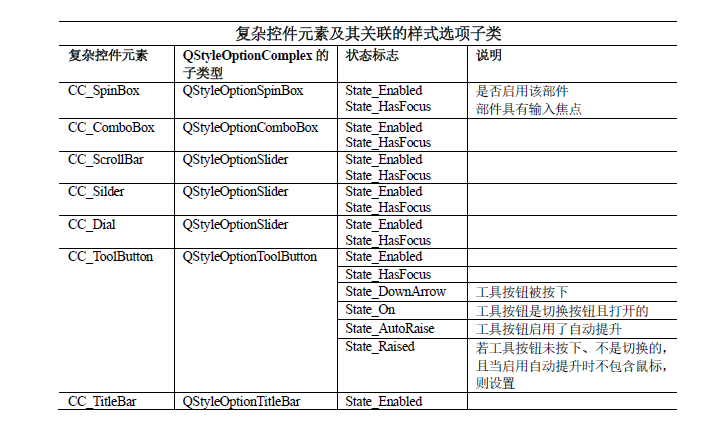 复杂控件元素及其关联的样式选项子类
复杂控件元素 QStyleOptionComplex 的子类型 状态标志 说明
CC_SpinBox QStyleOptionSpinBox State_Enabled 是否启用该部件
State_HasFocus 部件具有输入焦点
CC_ComboBox QStyleOptionComboBox State_Enabled
State_HasFocus
CC_ScrollBar QStyleOptionSlider State_Enabled
State_HasFocus
CC_Silder QStyleOptionSlider State_Enabled
State_HasFocus
CC_Dial QStyleOptionSlider State_Enabled
State_HasFocus
CC_ToolButton QStyleOptionToolButton State_Enabled
State_HasFocus
State_DownArrow 工具按钮被按下
State_On 工具按钮是切换按钮且打开的
State_AutoRaise 工具按钮启用了自动提升
State_Raised 若工具按钮未按下、不是切换的，
且当启用自动提升时不包含鼠标，
则设置
CC_TitleBar QStyleOptionTitleBar State_Enabled